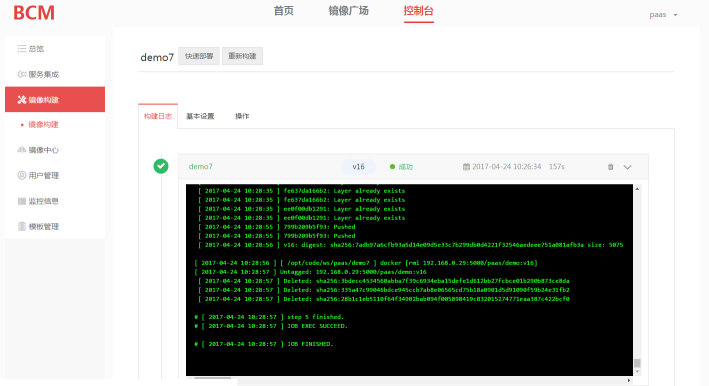 BCM
首页 镜像广场 控制台
paas
总览
服务集成
镜像构建
镜像构建
镜像中心
用户管理
监控信息
模板管理
demo7 快速部署 重新构建
构建日志 基本设置 操作
demo7 v16 成功 2017-04-24 10:26:34 157s
[ 2017-04-24 10:28:35 ] fe637da166b2: Layer already exists
[ 2017-04-24 10:28:35 ] fe637da166b2: Layer already exists
[ 2017-04-24 10:28:35 ] ee0f00db1291: Layer already exists
[ 2017-04-24 10:28:35 ] ee0f00db1291: Layer already exists
[ 2017-04-24 10:28:55 ] 799b209b5f93: Pushed
[ 2017-04-24 10:28:55 ] 799b209b5f93: Pushed
[ 2017-04-24 10:28:56 ] v16: digest: size: 5075
[ 2017-04-24 10:28:56 ] [ /opt/code/ws/paas/demo7 ] docker [rmi 192.168.0.29:5000/paas/demo:v16]
[ 2017-04-24 10:28:57 ] Untagged: 192.168.0.29:5000/paas/demo:v16
[ 2017-04-24 10:28:57 ] Deleted:
[ 2017-04-24 10:28:57 ] Deleted:
[ 2017-04-24 10:28:57 ] Deleted:
# [ 2017-04-24 10:28:57 ] step 5 finished.
# [ 2017-04-24 10:28:57 ] JOB EXEC SUCCEED.
# [ 2017-04-24 10:28:57 ] JOB FINISHED.